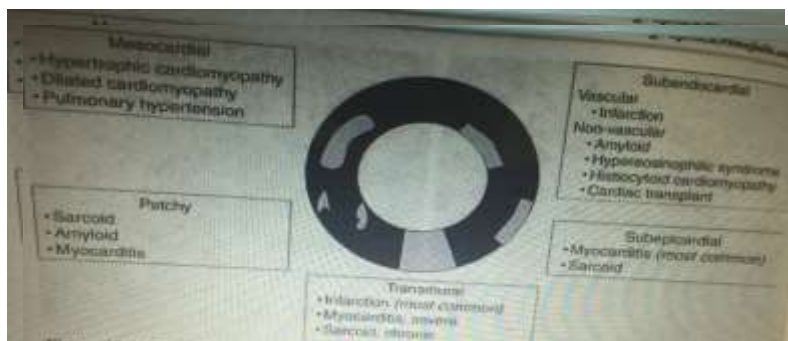 Mesocardial
• Hypertrophic cardiomyopathy
• Dilated cardiomyopathy
• Pulmonary hypertension
Patchy
• Sarcoid
• Amyloid
• Myocarditis
Transmural
• Infarction (most common)
• Myocarditis, severe
• Sarcoid, chronic
Subendocardial
Vascular
• Infarction
Non-vascular
• Amyloid
• Hypereosinophilic syndrome
• Histiocytoid cardiomyopathy
• Cardiac transplant
Subepicardial
• Myocarditis (most common)
• Sarcoid